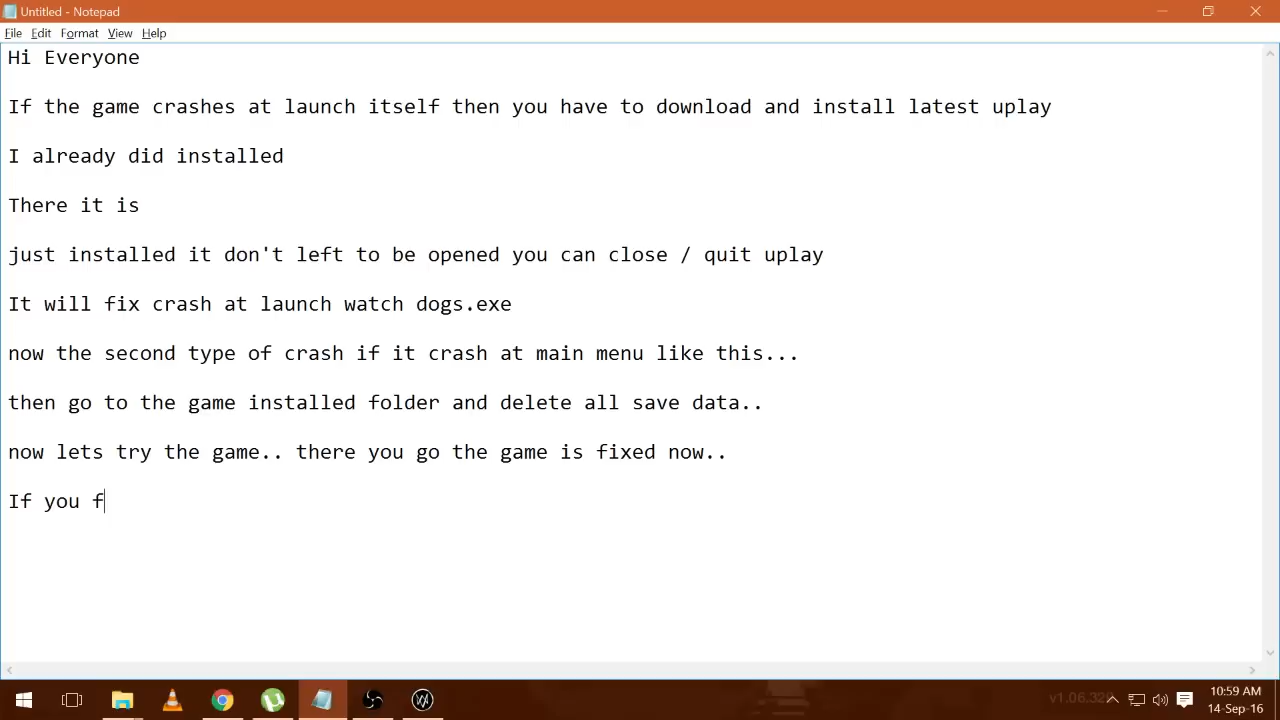 Untitled - Notepad
File Edit Format View Help
Hi Everyone
If the game crashes at launch itself then you have to download and install latest uplay
I already did installed
There it is
just installed it don't left to be opened you can close / quit uplay
It will fix crash at launch watch dogs.exe
now the second type of crash if it crash at main menu like this...
then go to the game installed folder and delete all save data..
now lets try the game.. there you go the game is fixed now..
If you f
10:59 AM
14-Sep-16